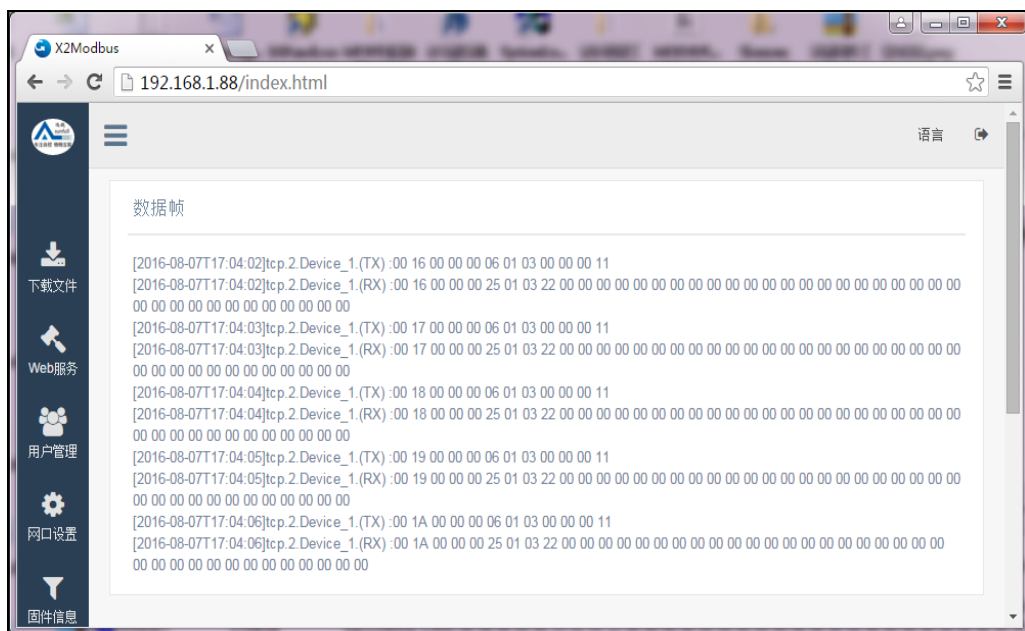 X2Modbus
192.168.1.88/index.html
语言
数据帧
[2016-08-07T17:04:02]tcp.2.Device_1.(TX) :00 16 00 00 00 06 01 03 00 00 00 11
[2016-08-07T17:04:02]tcp.2.Device_1.(RX) :00 16 00 00 00 25 01 03 22 00 00 00 00 00 00 00 00 00 00 00 00 00 00 00 00 00 00 00 00 00 00
00 00 00 00 00 00 00 00 00 00 00 00
[2016-08-07T17:04:03]tcp.2.Device_1.(TX) :00 17 00 00 00 06 01 03 00 00 00 11
[2016-08-07T17:04:03]tcp.2.Device_1.(RX) :00 17 00 00 00 25 01 03 22 00 00 00 00 00 00 00 00 00 00 00 00 00 00 00 00 00 00 00 00 00 00
00 00 00 00 00 00 00 00 00 00 00 00
[2016-08-07T17:04:04]tcp.2.Device_1.(TX) :00 18 00 00 00 06 01 03 00 00 00 11
[2016-08-07T17:04:04]tcp.2.Device_1.(RX) :00 18 00 00 00 25 01 03 22 00 00 00 00 00 00 00 00 00 00 00 00 00 00 00 00 00 00 00 00 00 00
00 00 00 00 00 00 00 00 00 00 00 00
[2016-08-07T17:04:05]tcp.2.Device_1.(TX) :00 19 00 00 00 06 01 03 00 00 00 11
[2016-08-07T17:04:05]tcp.2.Device_1.(RX) :00 19 00 00 00 25 01 03 22 00 00 00 00 00 00 00 00 00 00 00 00 00 00 00 00 00 00 00 00 00 00
00 00 00 00 00 00 00 00 00 00 00 00
[2016-08-07T17:04:06]tcp.2.Device_1.(TX) :00 1A 00 00 00 06 01 03 00 00 00 11
[2016-08-07T17:04:06]tcp.2.Device_1.(RX) :00 1A 00 00 00 25 01 03 22 00 00 00 00 00 00 00 00 00 00 00 00 00 00 00 00 00 00 00 00 00
00 00 00 00 00 00 00 00 00 00 00 00 00
下载文件
Web服务
用户管理
网口设置
固件信息